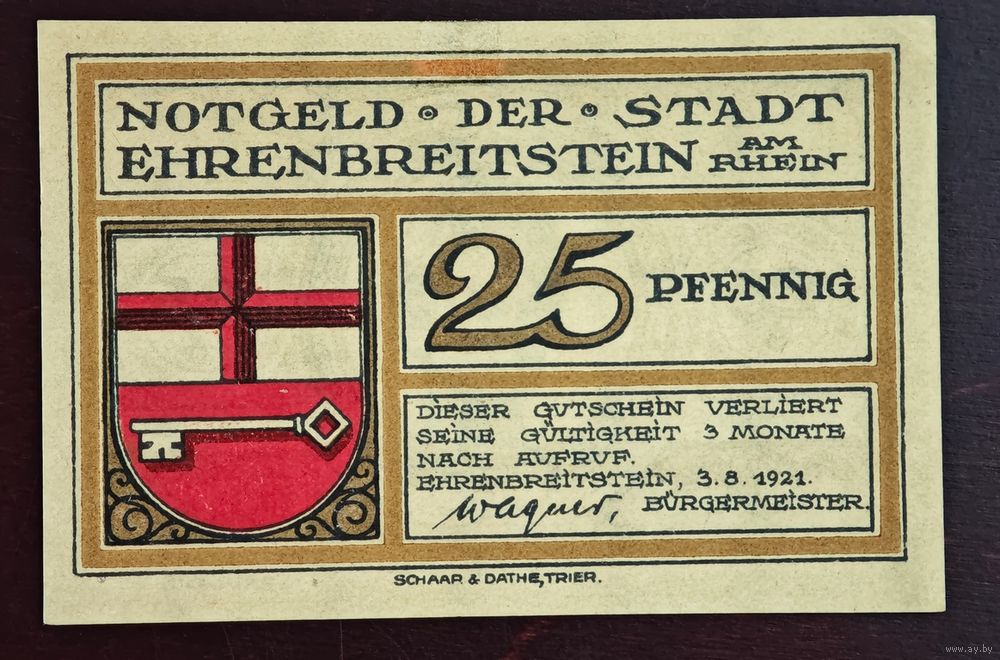 NOTGELD • DER • STADT
EHRENBREITSTEIN AM RHEIN
25 PFENNIG
DIESER GUTSCHEIN VERLIERT
SEINE GÜLTIGKEIT 3 MONATE
NACH AUFRUF.
EHRENBREITSTEIN, 3.8.1921.
Wagner, BÜRGERMEISTER.
SCHAAR & DATHE, TRIER.
www.ay.by